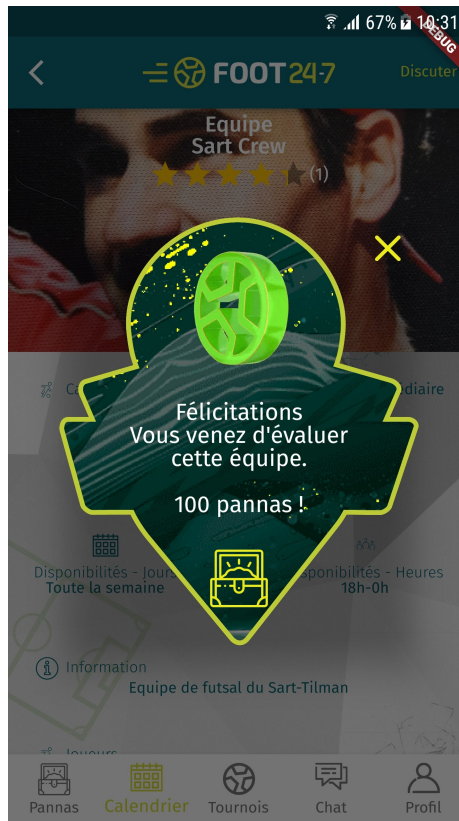 67% 10:31
DEBUG
FOOT 24-7
Discuter
Equipe
Sart Crew
(1)
Félicitations
Vous venez d'évaluer
cette équipe.
100 pannas !
Disponibilités - Jours
Toute la semaine
Disponibilités - Heures
18h-0h
Information
Equipe de futsal du Sart-Tilman
Joueurs
Pannas Calendrier Tournois Chat Profil